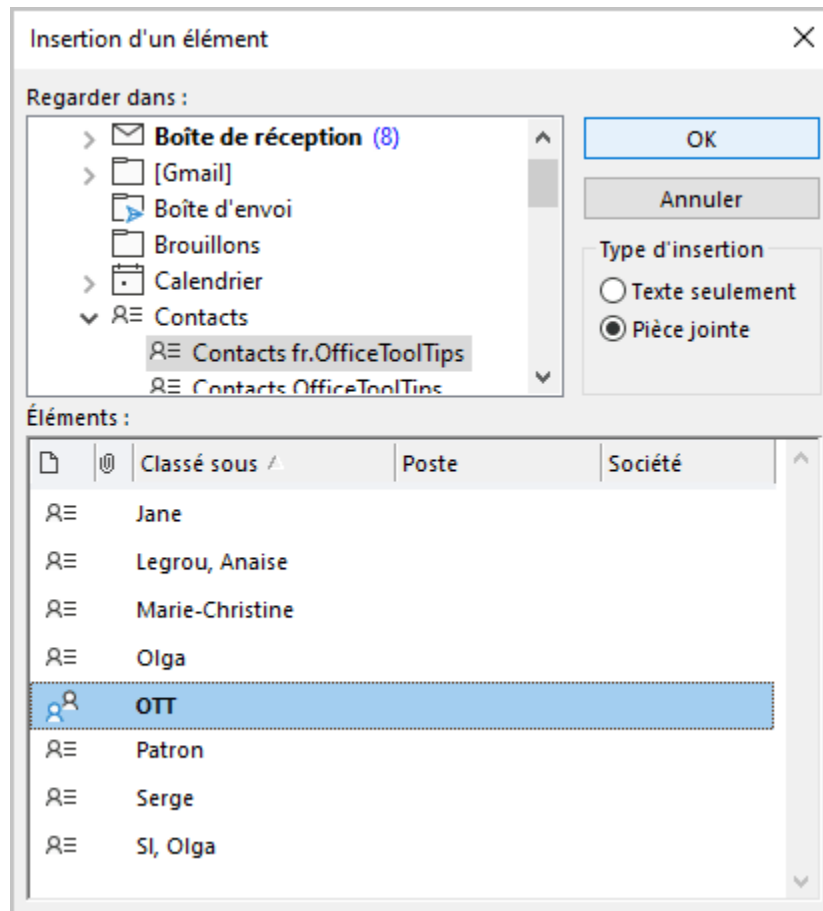 Insertion d'un élément
Regarder dans :
Boîte de réception (8)
[Gmail]
Boîte d'envoi
Brouillons
Calendrier
Contacts
Contacts fr.OfficeToolTips
Contacts OfficeToolTips
OK
Annuler
Type d'insertion
Texte seulement
Pièce jointe
Éléments :
Classé sous Poste Société
Jane
Legrou, Anaise
Marie-Christine
Olga
OTT
Patron
Serge
SI, Olga